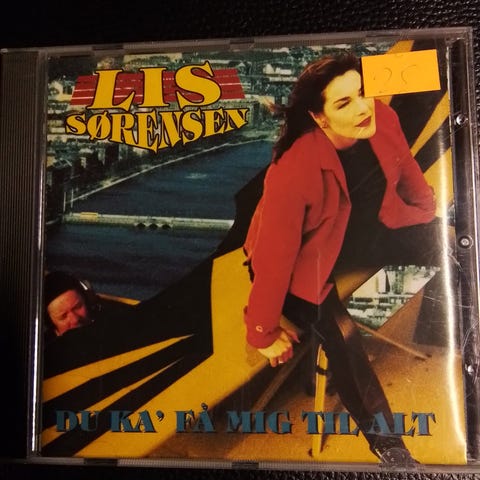 LIS
SØRENSEN
25
DU KA' FÅ MIG TIL ALT